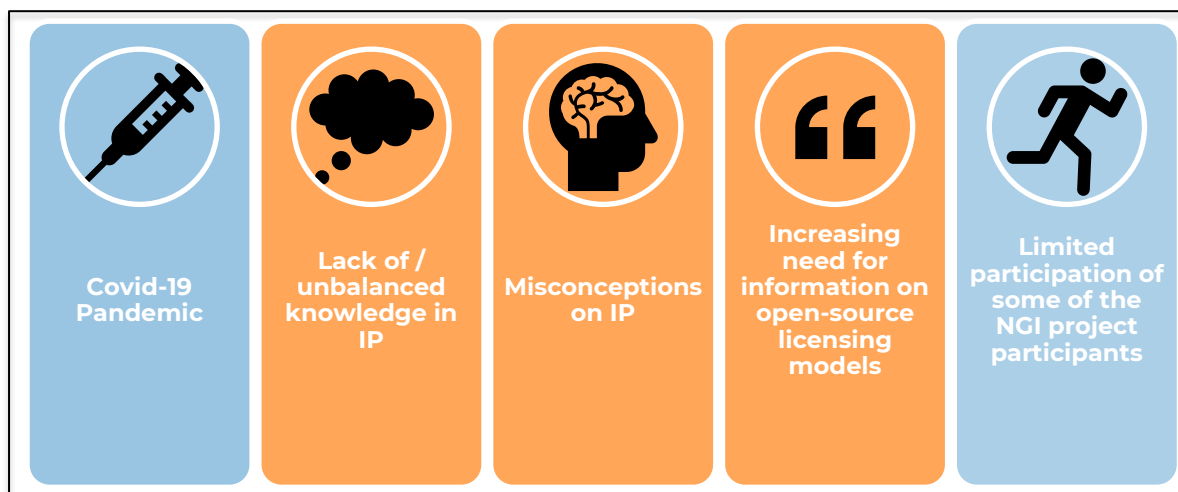 Covid-19
Pandemic
Lack of /
unbalanced
knowledge in
IP
Misconceptions
on IP
Increasing
need for
information on
open-source
licensing
models
Limited
participation of
some of the
NGI project
participants